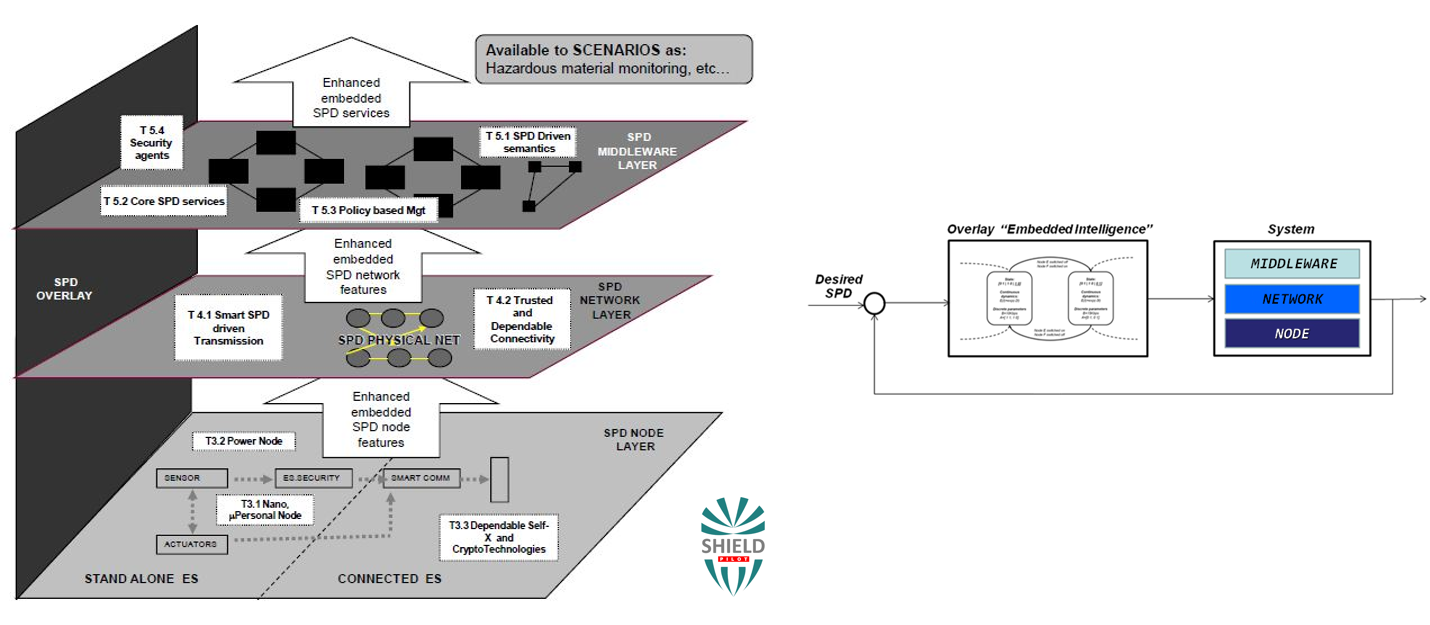 Available to SCENARIOS as:
Hazardous material monitoring, etc…
Enhanced
embedded
SPD services
T 5.4
Security
agents
T 5.1 SPD Driven
semantics
SPD
MIDDLEWARE
LAYER
T 5.2 Core SPD services
T 5.3 Policy based Mgt
Enhanced
embedded
SPD network
features
SPD
OVERLAY
SPD
NETWORK
LAYER
T 4.1 Smart SPD
driven
Transmission
T 4.2 Trusted
and
Dependable
Connectivity
SPD PHYSICAL NET
Enhanced
embedded
SPD node
features
SPD NODE
LAYER
T3.2 Power Node
SENSOR
ES.SECURITY
SMART COMM
T3.1 Nano,
µPersonal Node
ACTUATORS
T3.3 Dependable Self-
X and
CryptoTechnologies
STAND ALONE ES
CONNECTED ES
SHIELD
PILOT
Overlay “Embedded Intelligence”
System
Desired
SPD
MIDDLEWARE
NETWORK
NODE